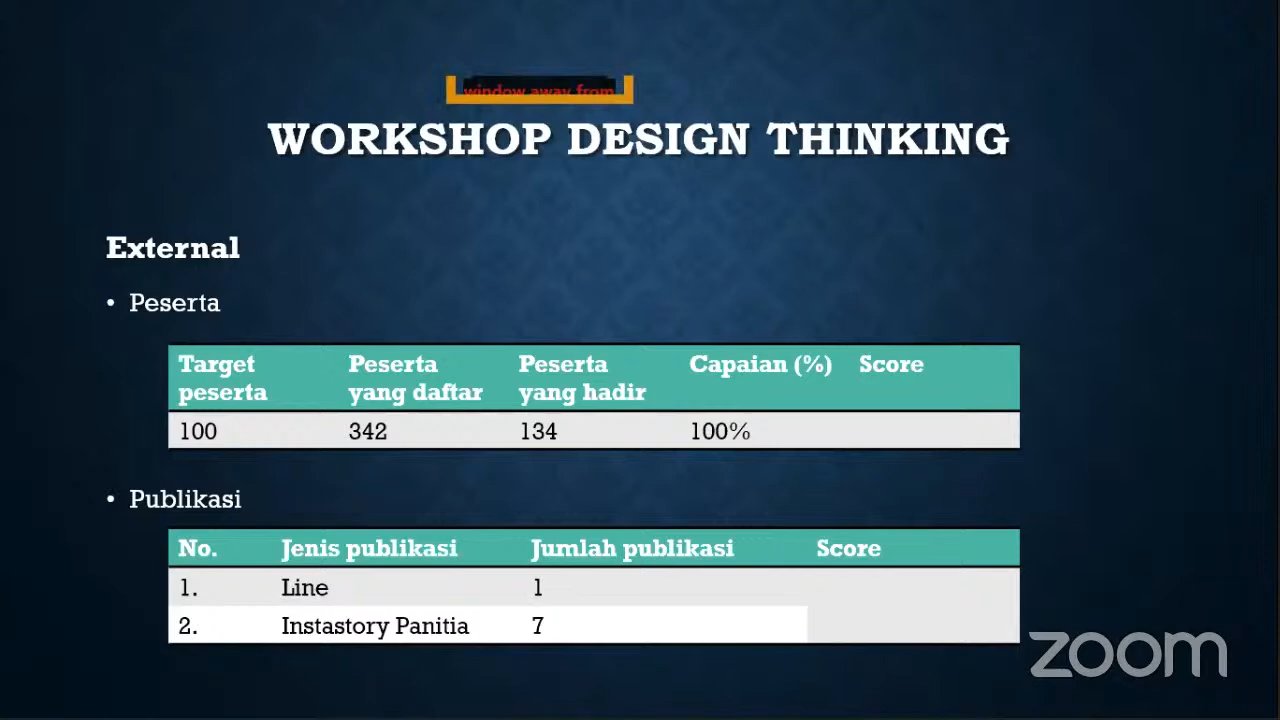 window away from
WORKSHOP DESIGN THINKING
External
• Peserta
Target peserta Peserta yang daftar Peserta yang hadir Capaian (%) Score
100 342 134 100%
• Publikasi
No. Jenis publikasi Jumlah publikasi Score
1. Line 1
2. Instastory Panitia 7
zoom